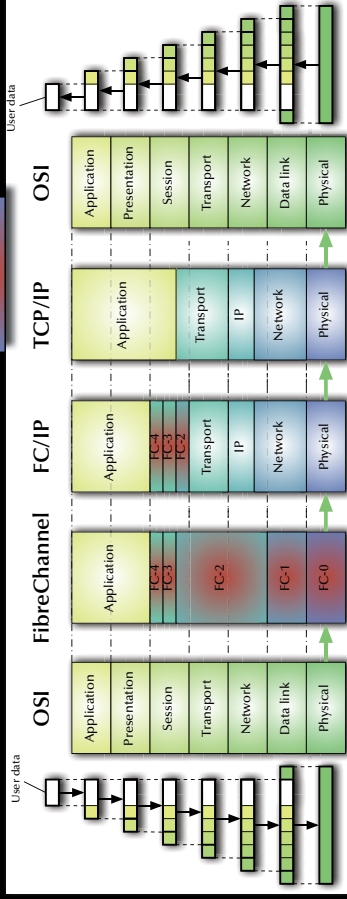 User data
OSI
Application
Presentation
Session
Transport
Network
Data link
Physical
FibreChannel
Application
FC-4
FC-3
FC-2
FC-1
FC-0
FC/IP
Application
FC-4
FC-3
FC-2
Transport
IP
Network
Physical
TCP/IP
Application
Transport
IP
Network
Physical
OSI
Application
Presentation
Session
Transport
Network
Data link
Physical
User data